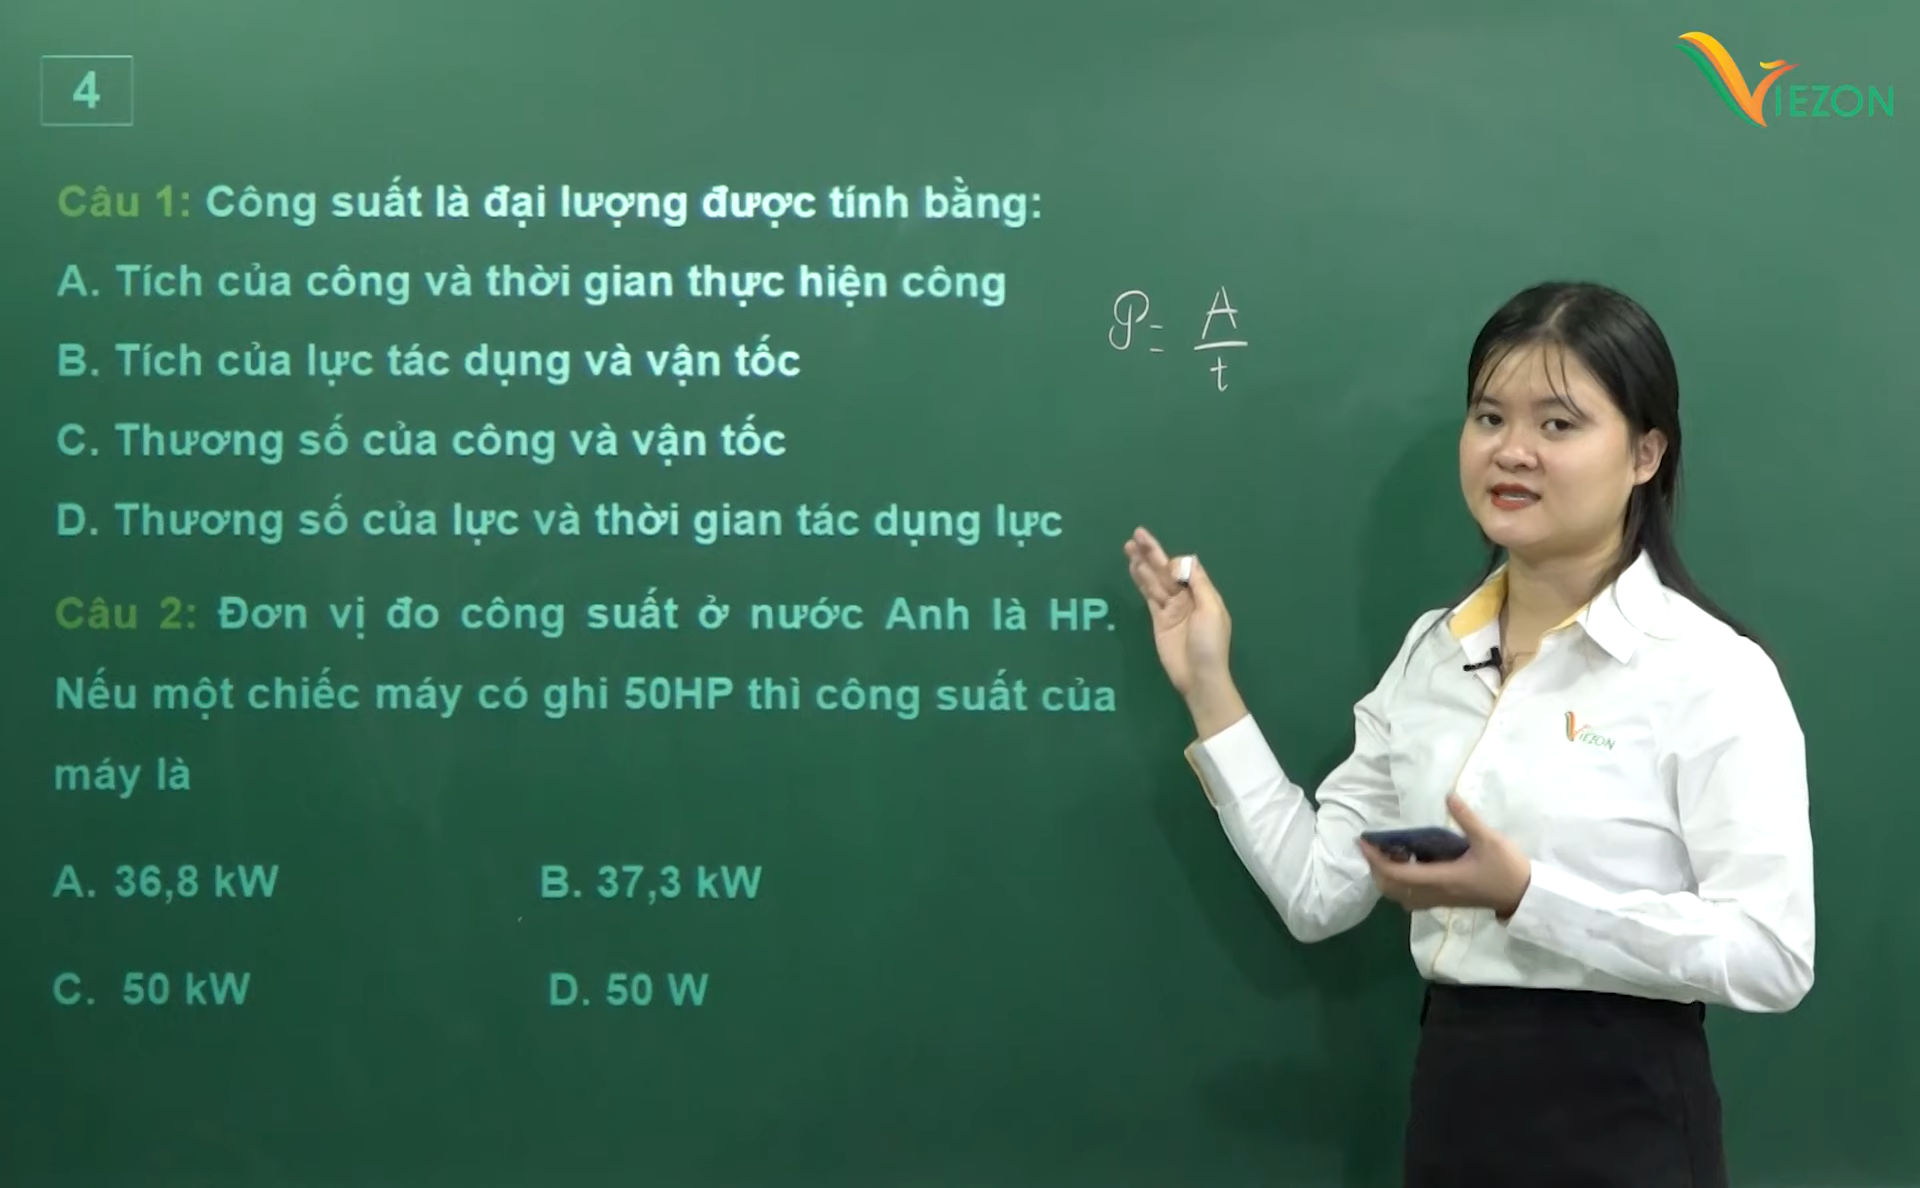 4
VIEZON
Câu 1: Công suất là đại lượng được tính bằng:
A. Tích của công và thời gian thực hiện công
B. Tích của lực tác dụng và vận tốc
C. Thương số của công và vận tốc
D. Thương số của lực và thời gian tác dụng lực
P = A/t
Câu 2: Đơn vị đo công suất ở nước Anh là HP.
Nếu một chiếc máy có ghi 50HP thì công suất của
máy là
A. 36,8 kW B. 37,3 kW
C. 50 kW D. 50 W
VIEZON